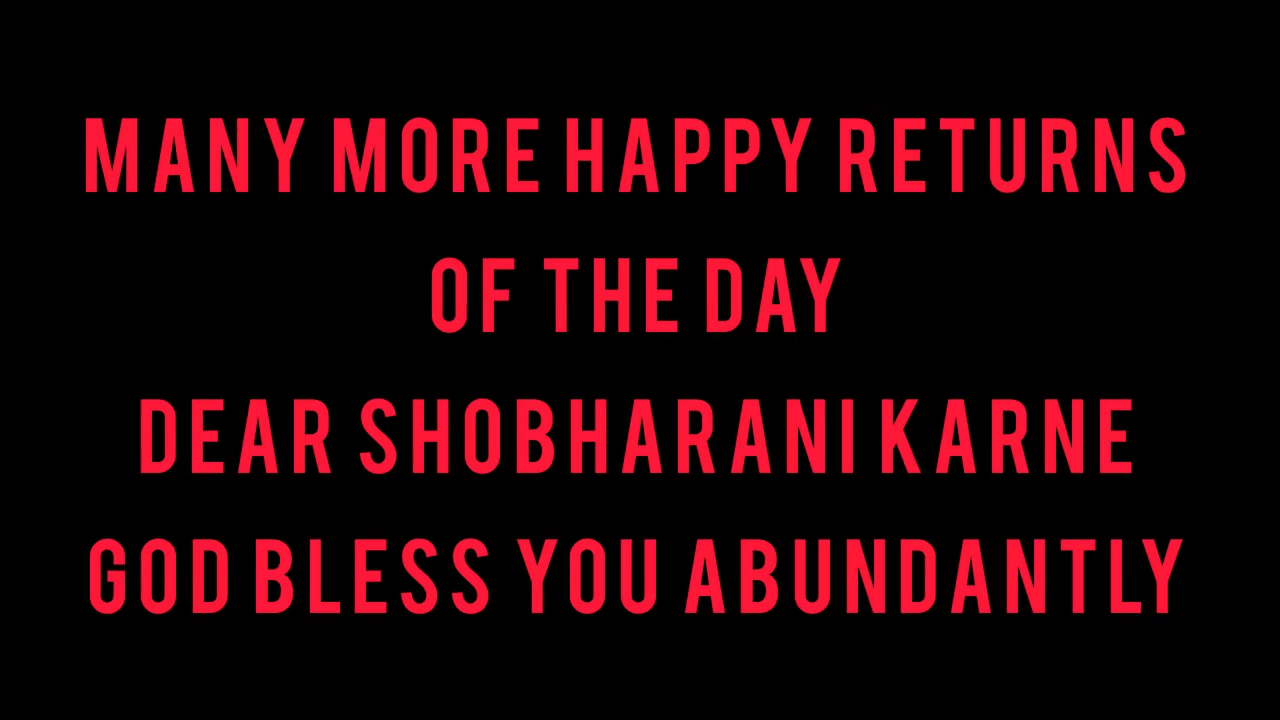 MANY MORE HAPPY RETURNS
OF THE DAY
DEAR SHOBHARANI KARNE
GOD BLESS YOU ABUNDANTLY